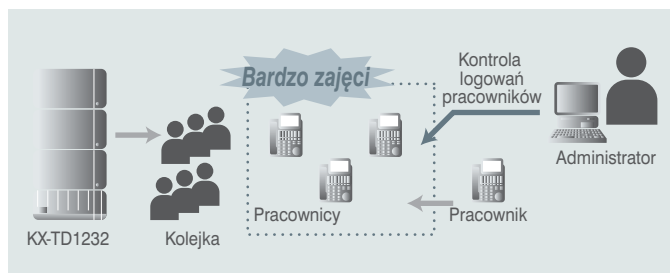 Bardzo zajęci
Kontrola
logowań
pracowników
Administrator
Pracownicy
Pracownik
KX-TD1232
Kolejka